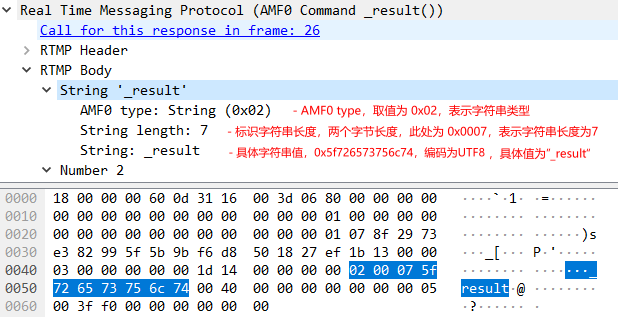 Real Time Messaging Protocol (AMF0 Command _result())
Call for this response in frame: 26
RTMP Header
RTMP Body
String '_result'
AMF0 type: String (0x02) - AMF0 type，取值为 0x02，表示字符串类型
String length: 7 - 标识字符串长度，两个字节长度，此处为 0x0007，表示字符串长度为7
String: _result - 具体字符串值，0x5f726573756c74，编码为UTF8 ，具体值为"_result"
Number 2
0000 18 00 00 00 60 0d 31 16 00 3d 06 80 00 00 00 00 ····`·1· ·=······
0010 00 00 00 00 00 00 00 00 00 00 01 00 00 00 00 ········ ········
0020 00 00 00 00 00 00 00 00 00 00 01 07 8f 29 73 ········ ·····)s
0030 e3 82 99 5f 5b 9b f6 d8 50 18 27 ef 1b 13 00 00 ···_[··· P·'·····
0040 03 00 00 00 00 00 1d 14 00 00 00 00 02 00 07 5f ········ ·······_
0050 72 65 73 75 6c 74 00 40 00 00 00 00 00 00 05 result·@ ········
0060 00 3f f0 00 00 00 00 00 00 ·?······ ·